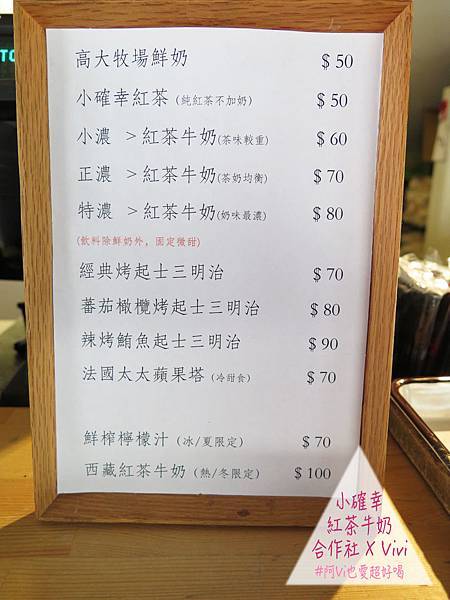 TO
高大牧場鮮奶 $ 50
小確幸紅茶 (純紅茶不加奶) $ 50
小濃 > 紅茶牛奶(茶味較重) $ 60
正濃 > 紅茶牛奶(茶奶均衡) $ 70
特濃 > 紅茶牛奶(奶味最濃) $ 80
(飲料除鮮奶外，固定微甜)
經典烤起士三明治 $ 70
蕃茄橄欖烤起士三明治 $ 80
辣烤鮪魚起士三明治 $ 90
法國太太蘋果塔 (冷甜食) $ 70
鮮榨檸檬汁 (冰/夏限定) $ 70
西藏紅茶牛奶 (熱/冬限定) $ 100
小確幸
紅茶牛奶
合作社 X Vivi
#阿Vi也愛超好喝